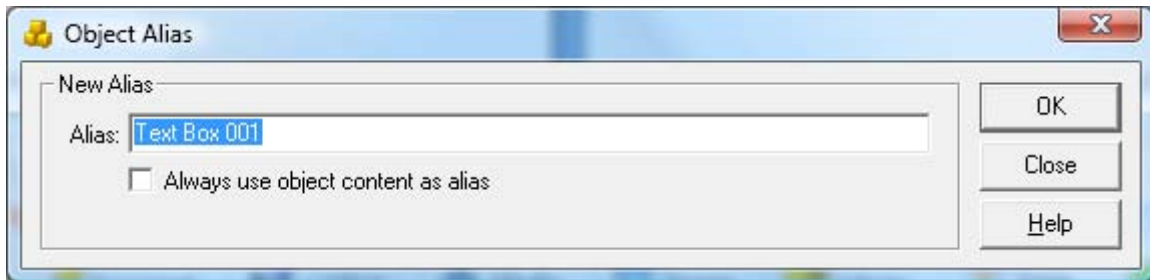 Object Alias
New Alias
Alias: Text Box 001
Always use object content as alias
OK
Close
Help